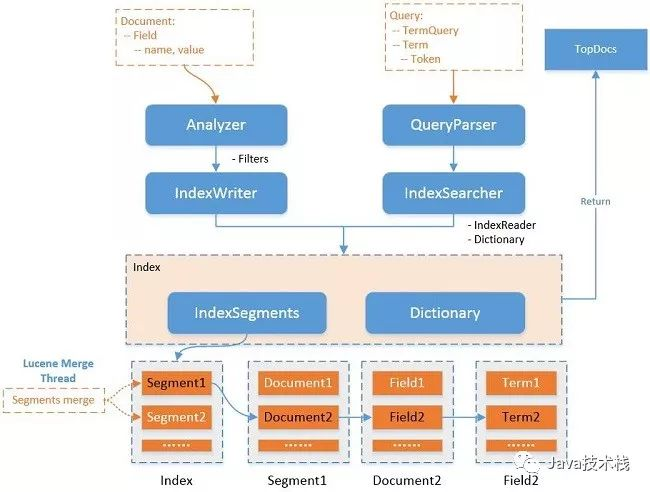 Document:
-- Field
-- name, value
Query:
-- TermQuery
-- Term
-- Token
TopDocs
Analyzer
QueryParser
- Filters
IndexWriter
IndexSearcher
Return
- IndexReader
- Dictionary
Index
IndexSegments
Dictionary
Lucene Merge
Thread
Segments merge
Segment1
Document1
Field1
Term1
Segment2
Document2
Field2
Term2
......
......
......
......
Index
Segment1
Document2
Field2
Java技术栈